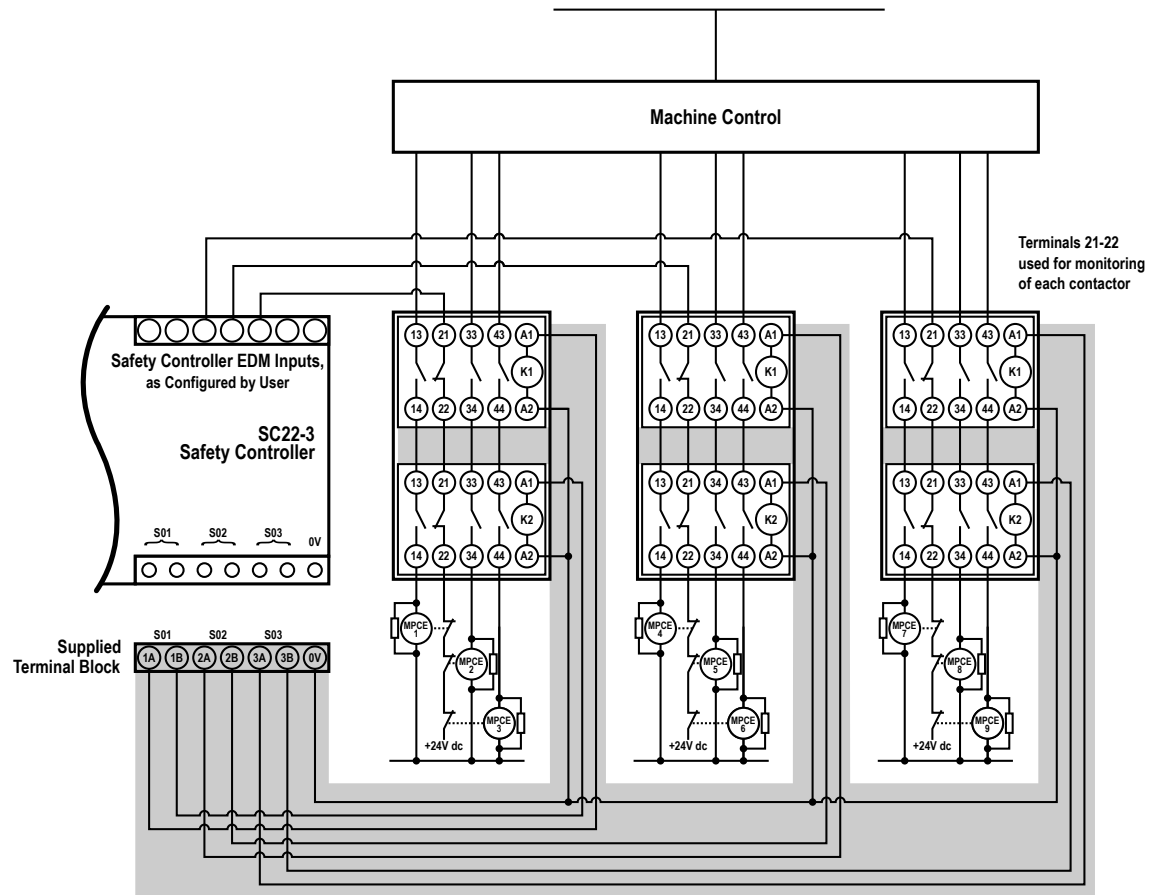 Machine Control
Terminals 21-22
used for monitoring
of each contactor
Safety Controller EDM Inputs,
as Configured by User
SC22-3
Safety Controller
S01 S02 S03 0V
13 21 33 43 A1
K1
14 22 34 44 A2
13 21 33 43 A1
K2
14 22 34 44 A2
MPCE
1
MPCE
2
MPCE
3
+24V dc
13 21 33 43 A1
K1
14 22 34 44 A2
13 21 33 43 A1
K2
14 22 34 44 A2
MPCE
4
MPCE
5
MPCE
6
+24V dc
13 21 33 43 A1
K1
14 22 34 44 A2
13 21 33 43 A1
K2
14 22 34 44 A2
MPCE
7
MPCE
8
MPCE
9
+24V dc
Supplied
Terminal Block
S01 S02 S03
1A 1B 2A 2B 3A 3B 0V